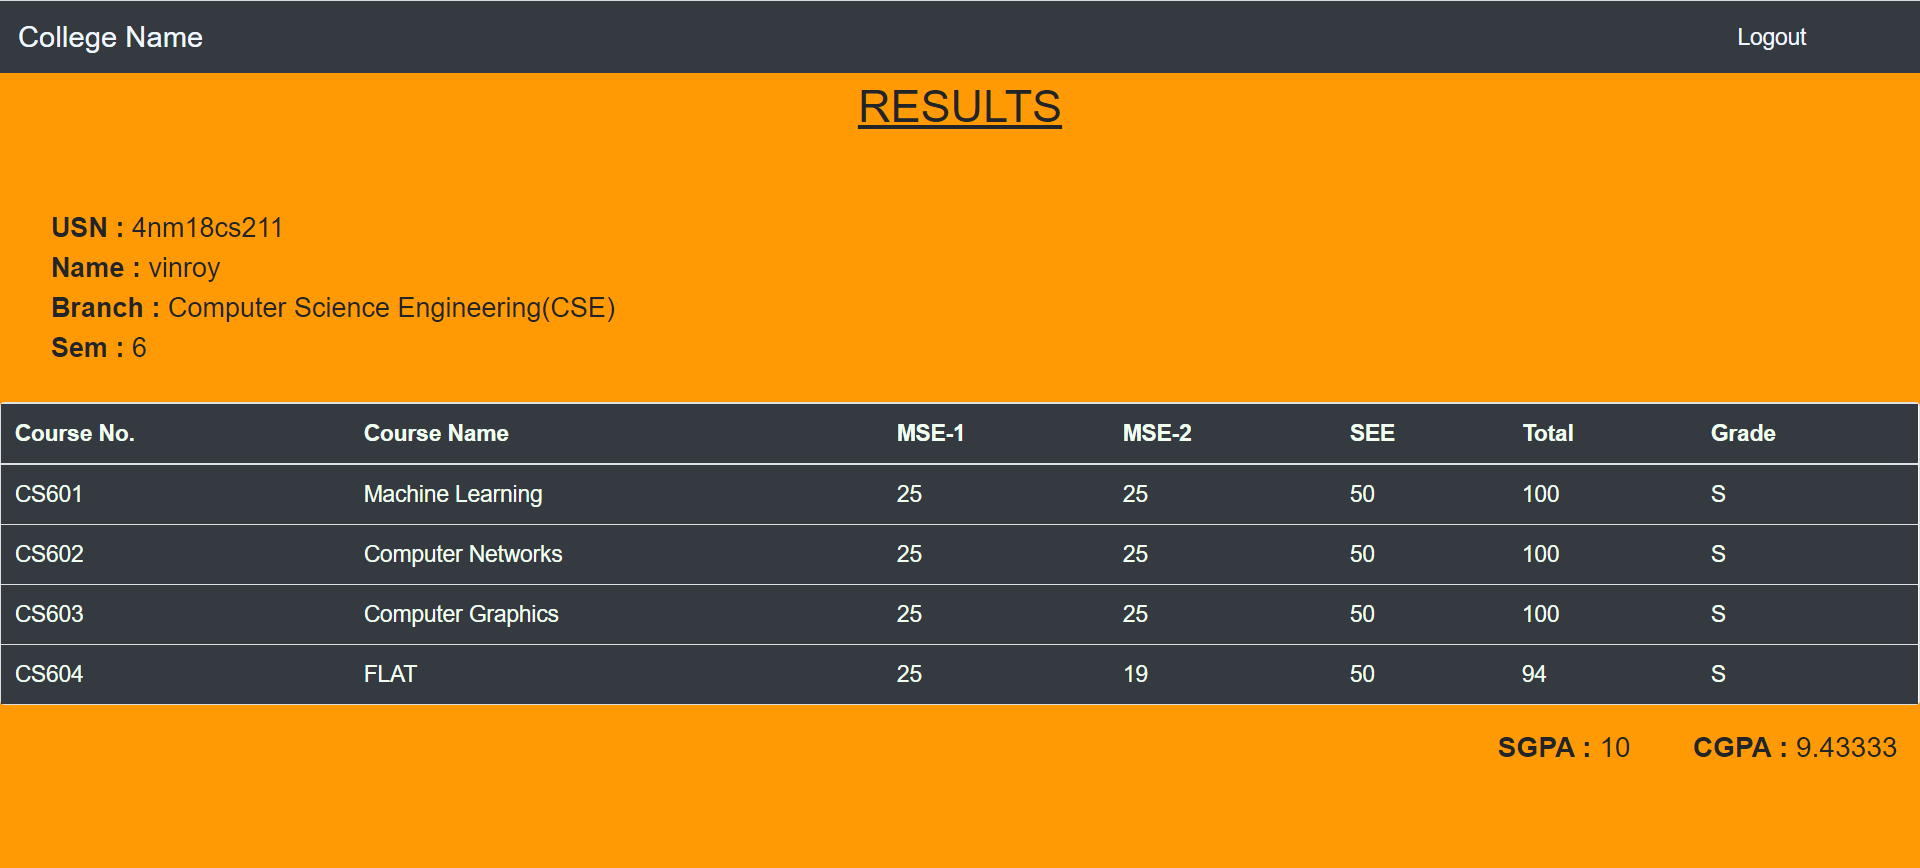 College Name Logout
RESULTS
USN : 4nm18cs211
Name : vinroy
Branch : Computer Science Engineering(CSE)
Sem : 6
Course No. Course Name MSE-1 MSE-2 SEE Total Grade
CS601 Machine Learning 25 25 50 100 S
CS602 Computer Networks 25 25 50 100 S
CS603 Computer Graphics 25 25 50 100 S
CS604 FLAT 25 19 50 94 S
SGPA : 10 CGPA : 9.43333